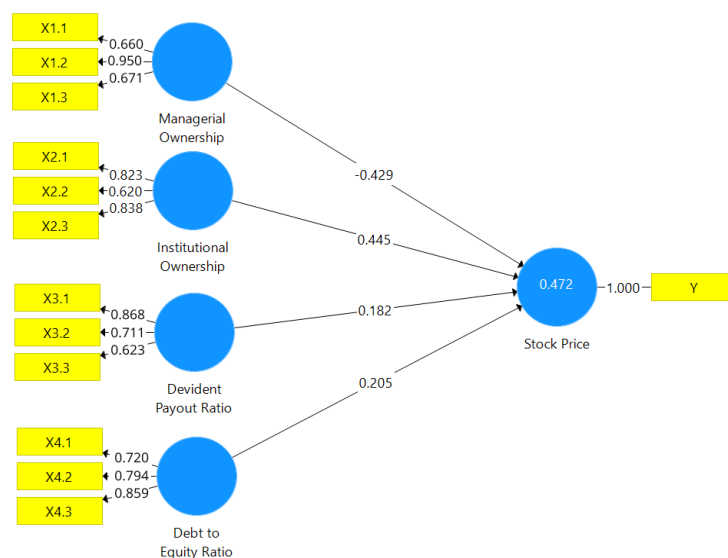 X1.1
0.660
X1.2
0.950
X1.3
0.671
Managerial
Ownership
-0.429
X2.1
0.823
X2.2
0.620
X2.3
0.838
Institutional
Ownership
0.445
X3.1
0.868
X3.2
0.711
X3.3
0.623
Devident
Payout Ratio
0.182
X4.1
0.720
X4.2
0.794
X4.3
0.859
Debt to
Equity Ratio
0.205
0.472
Stock Price
1.000
Y